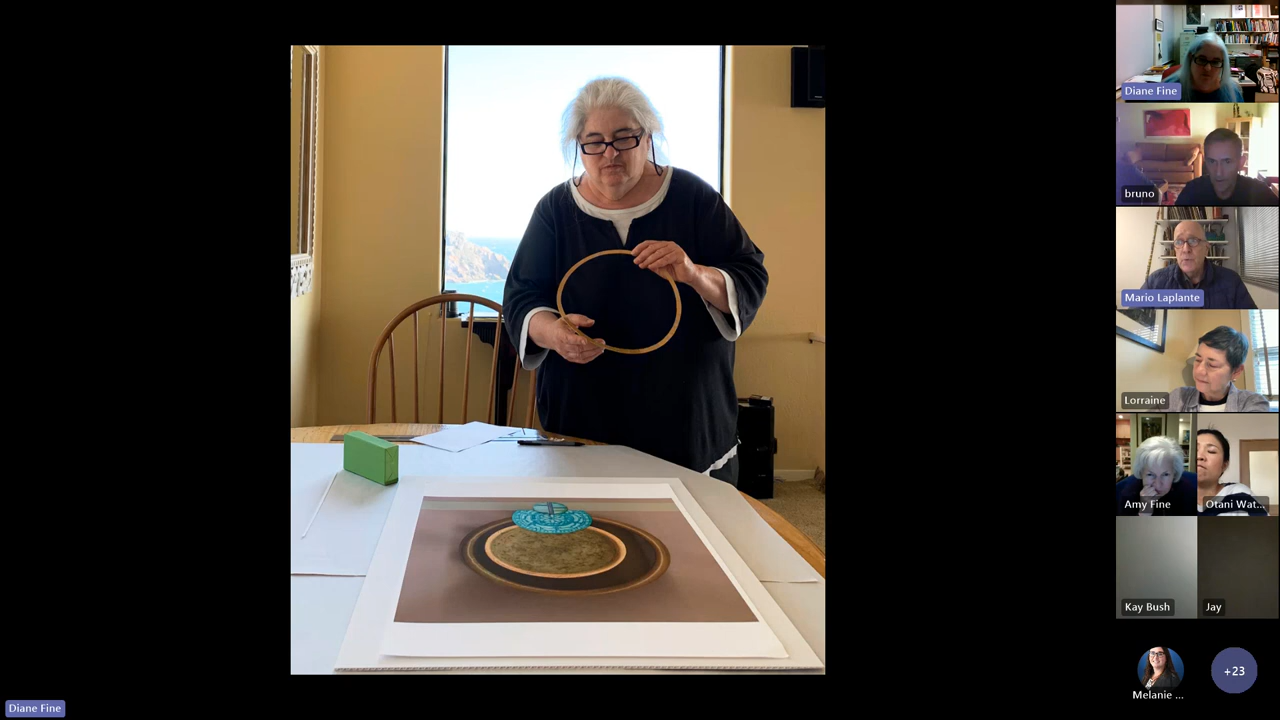 Diane Fine
bruno
Mario Laplante
Lorraine
Amy Fine
Otani Wat...
Kay Bush
Jay
Melanie ...
+23
Diane Fine